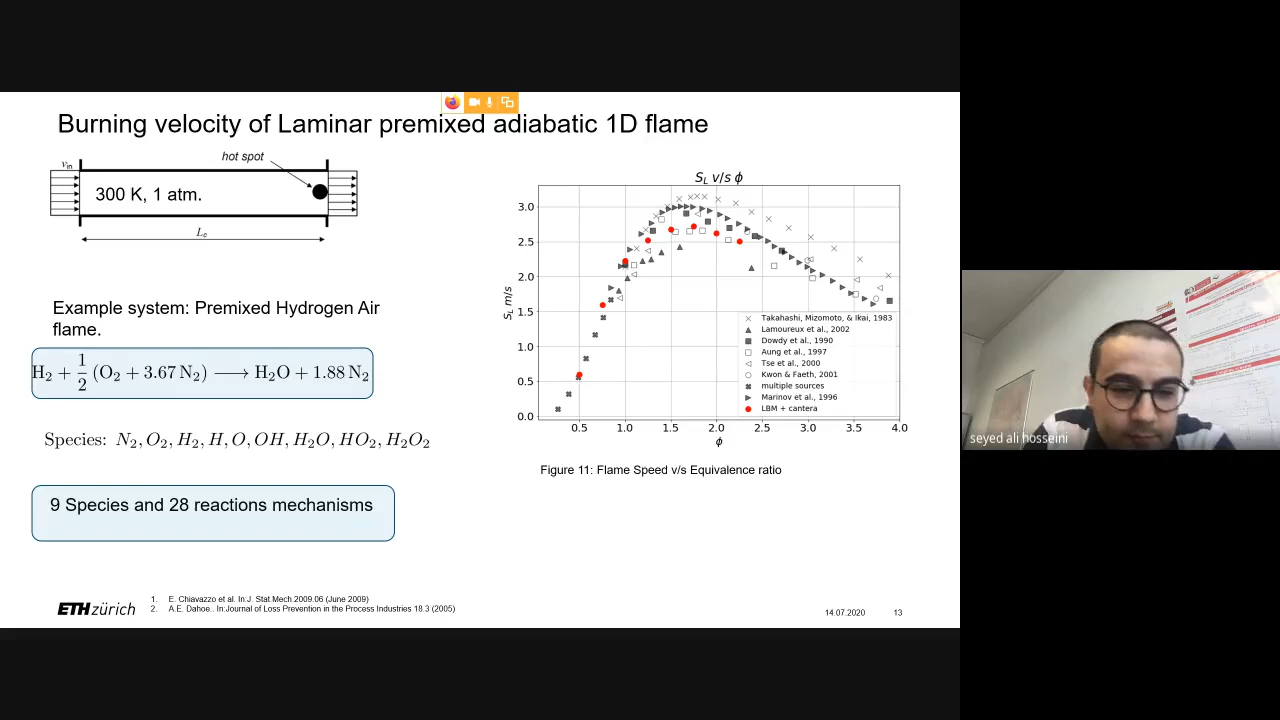 Burning velocity of Laminar premixed adiabatic 1D flame
hot spot
v_in
300 K, 1 atm.
L_e
Example system: Premixed Hydrogen Air
flame.
H₂ + 1/2 (O₂ + 3.67 N₂) ⟶ H₂O + 1.88 N₂
Species: N₂, O₂, H₂, H, O, OH, H₂O, HO₂, H₂O₂
9 Species and 28 reactions mechanisms
S_L v/s ϕ
3.0
2.5
2.0
1.5
1.0
0.5
0.0
S_L m/s
0.5 1.0 1.5 2.0 2.5 3.0 3.5 4.0
ϕ
Takahashi, Mizomoto, & Ikai, 1983
Lamoureux et al., 2002
Dowdy et al., 1990
Aung et al., 1997
Tse et al., 2000
Kwon & Faeth, 2001
multiple sources
Marinov et al., 1996
LBM + cantera
Figure 11: Flame Speed v/s Equivalence ratio
ETH zürich
1. E. Chiavazzo et al. In:J. Stat.Mech.2009.06 (June 2009)
2. A.E. Dahoe.. In:Journal of Loss Prevention in the Process Industries 18.3 (2005)
14.07.2020 13
seyed ali hosseini